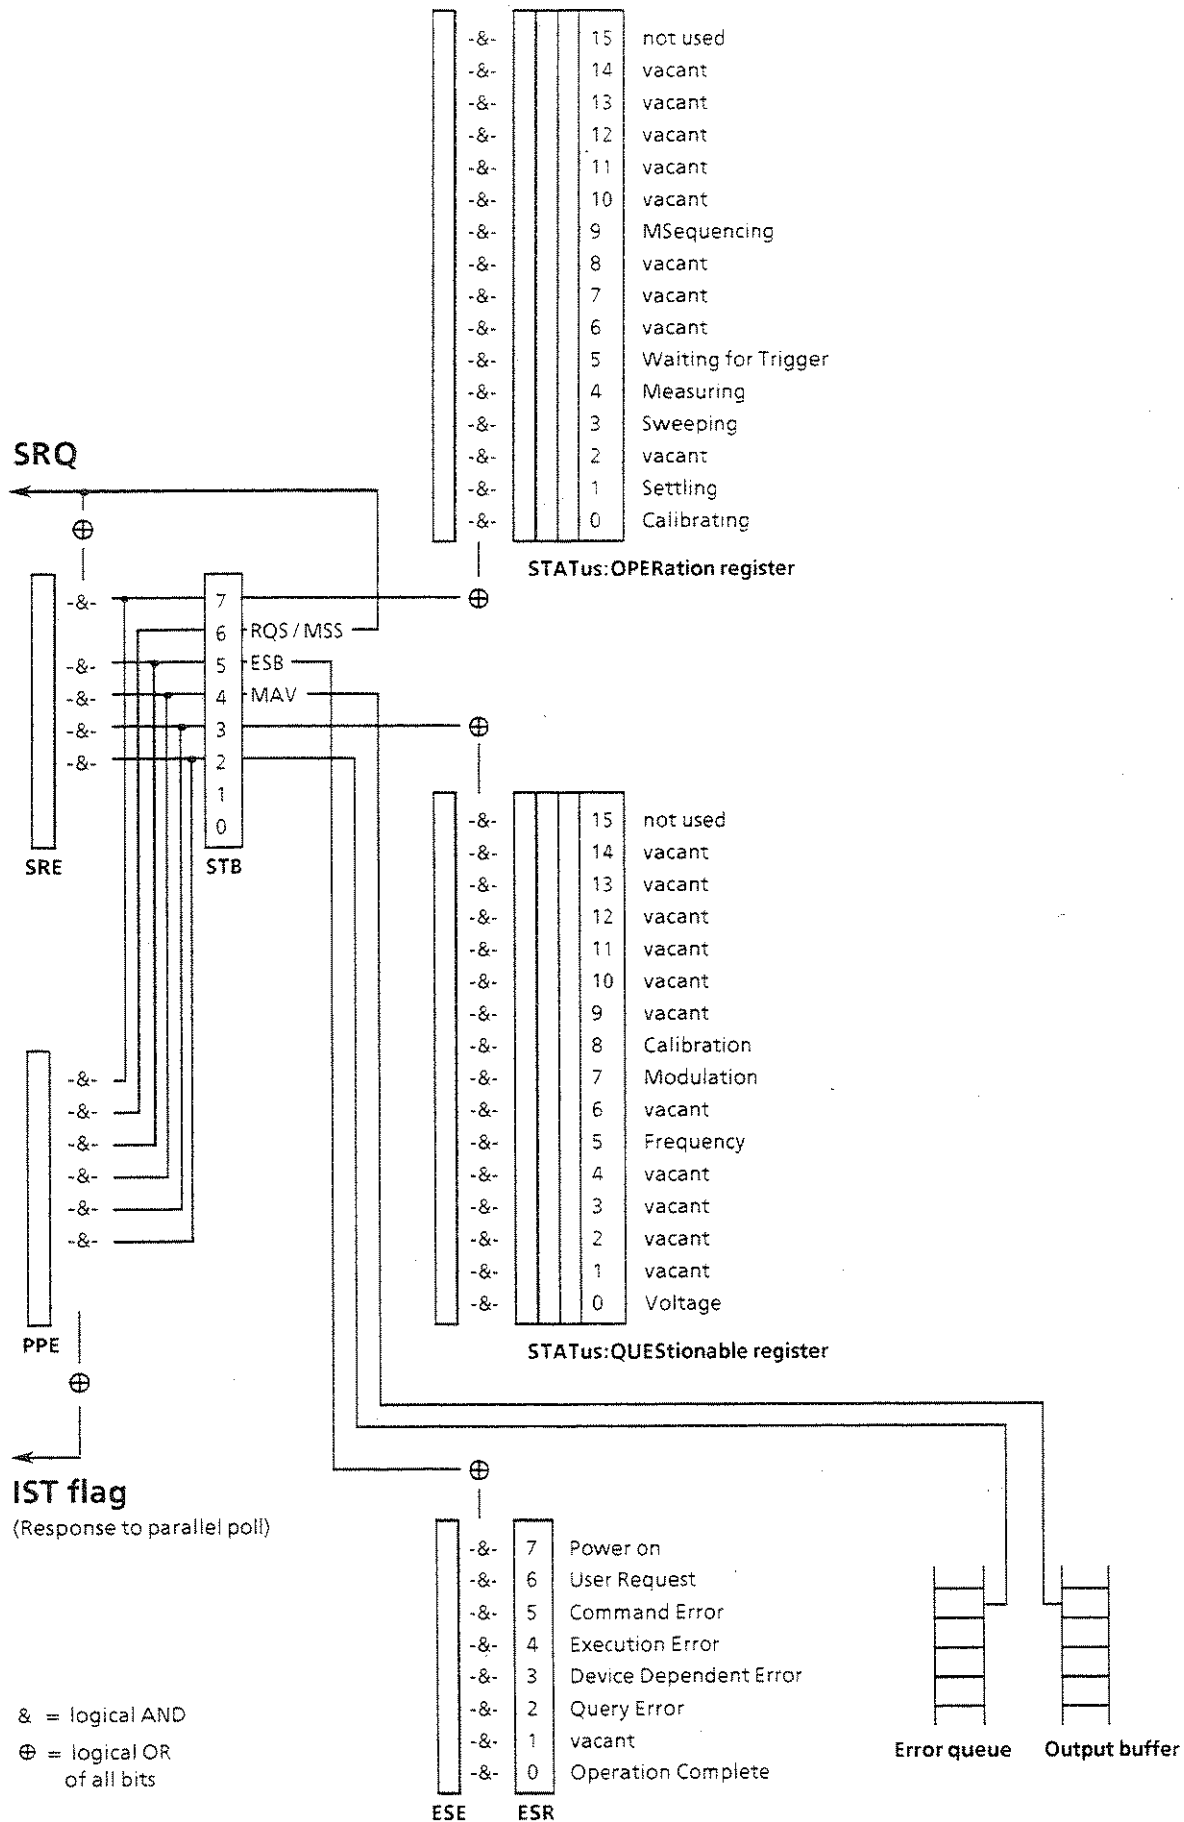 -&- 15 not used
-&- 14 vacant
-&- 13 vacant
-&- 12 vacant
-&- 11 vacant
-&- 10 vacant
-&- 9 MSequencing
-&- 8 vacant
-&- 7 vacant
-&- 6 vacant
-&- 5 Waiting for Trigger
-&- 4 Measuring
-&- 3 Sweeping
-&- 2 vacant
-&- 1 Settling
-&- 0 Calibrating
STATus:OPERation register
SRQ
-&- 7
6 RQS / MSS
-&- 5 ESB
-&- 4 MAV
-&- 3
-&- 2
1
0
SRE STB
-&- 15 not used
-&- 14 vacant
-&- 13 vacant
-&- 12 vacant
-&- 11 vacant
-&- 10 vacant
-&- 9 vacant
-&- 8 Calibration
-&- 7 Modulation
-&- 6 vacant
-&- 5 Frequency
-&- 4 vacant
-&- 3 vacant
-&- 2 vacant
-&- 1 vacant
-&- 0 Voltage
STATus:QUEStionable register
-&-
-&-
-&-
-&-
-&-
-&-
PPE
IST flag
(Response to parallel poll)
-&- 7 Power on
-&- 6 User Request
-&- 5 Command Error
-&- 4 Execution Error
-&- 3 Device Dependent Error
-&- 2 Query Error
-&- 1 vacant
-&- 0 Operation Complete
ESE ESR
& = logical AND
⊕ = logical OR
of all bits
Error queue Output buffer